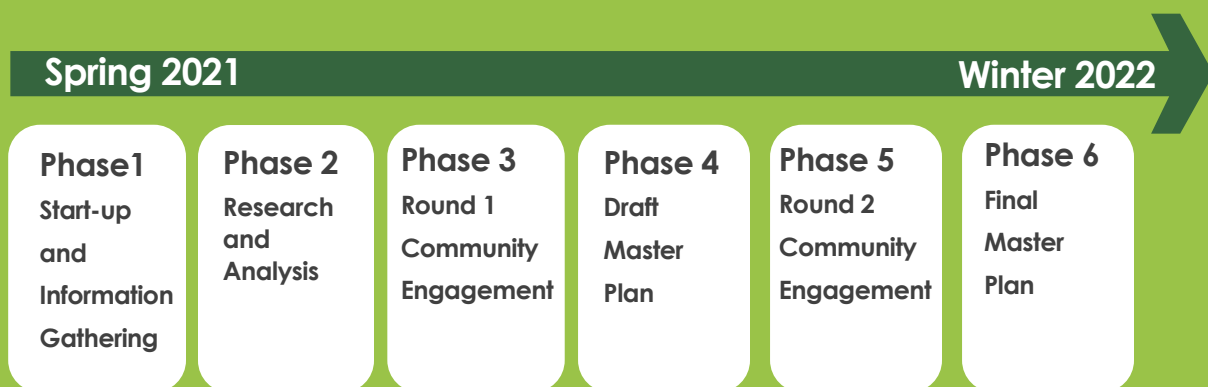 Spring 2021
Winter 2022
Phase1
Start-up
and
Information
Gathering
Phase 2
Research
and
Analysis
Phase 3
Round 1
Community
Engagement
Phase 4
Draft
Master
Plan
Phase 5
Round 2
Community
Engagement
Phase 6
Final
Master
Plan